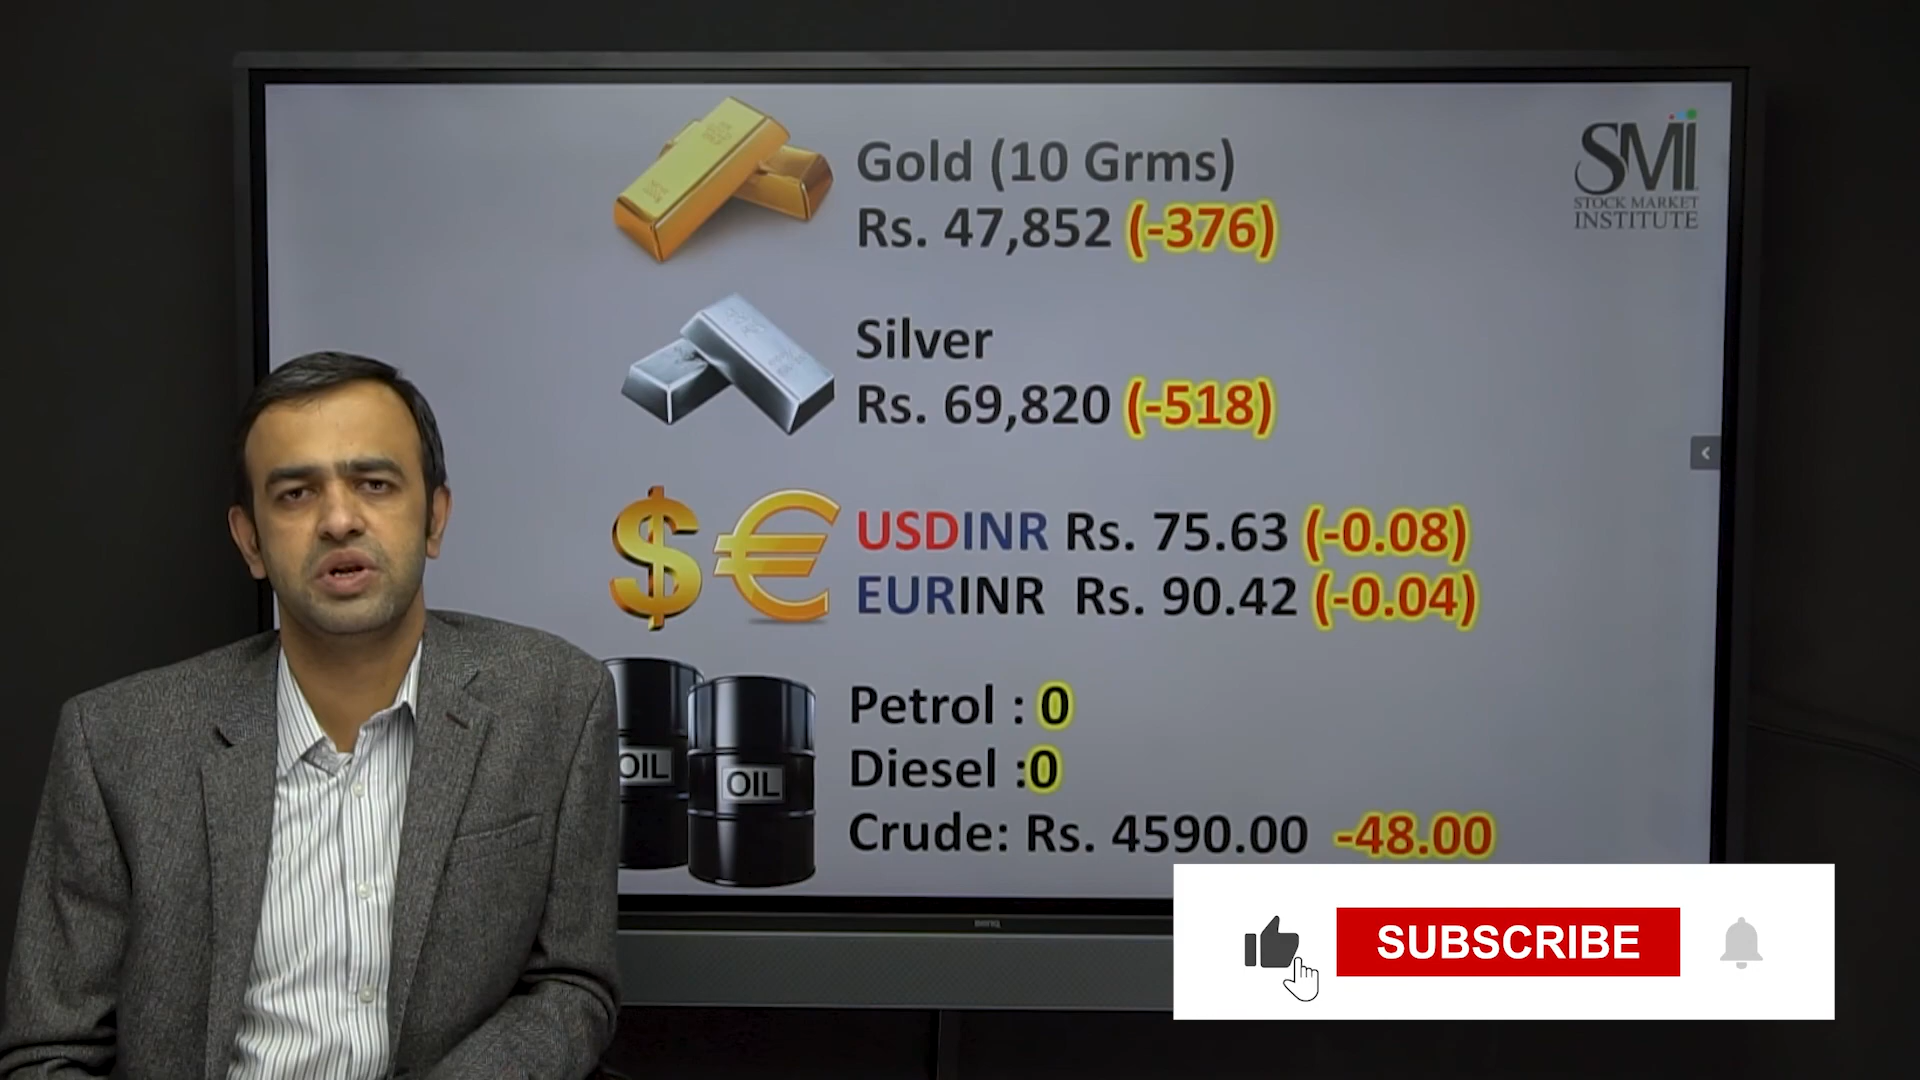 Gold (10 Grms)
Rs. 47,852 (-376)
SMI
STOCK MARKET
INSTITUTE
Silver
Rs. 69,820 (-518)
USDINR Rs. 75.63 (-0.08)
EURINR Rs. 90.42 (-0.04)
Petrol : 0
Diesel :0
Crude: Rs. 4590.00 -48.00
OIL
OIL
BenQ
SUBSCRIBE